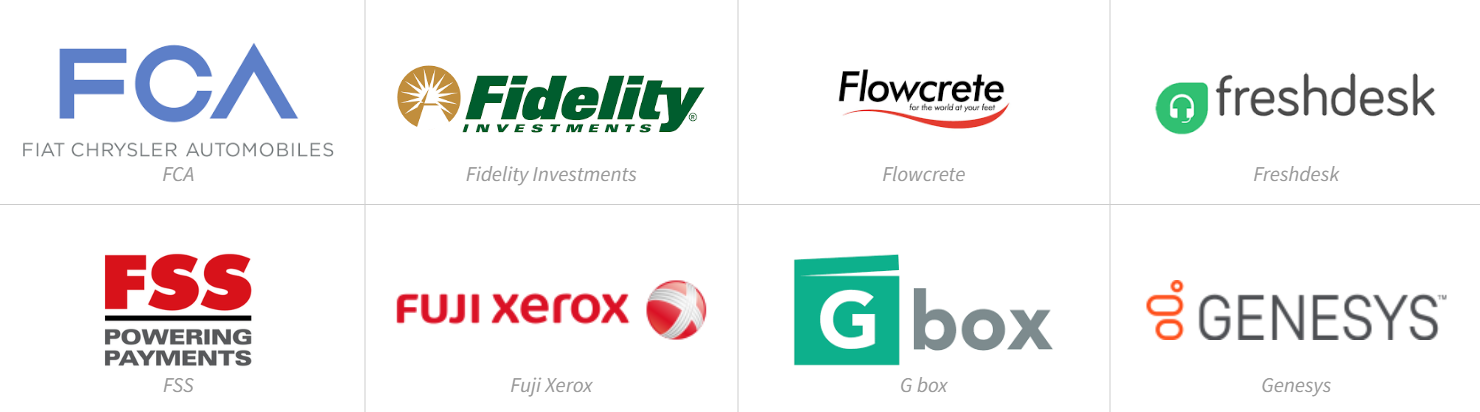 FCA
FIAT CHRYSLER AUTOMOBILES
FCA
Fidelity
INVESTMENTS®
Fidelity Investments
Flowcrete
for the world at your feet
Flowcrete
freshdesk
Freshdesk
FSS
POWERING
PAYMENTS
FSS
FUJI xerox
Fuji Xerox
G box
G box
GENESYS™
Genesys